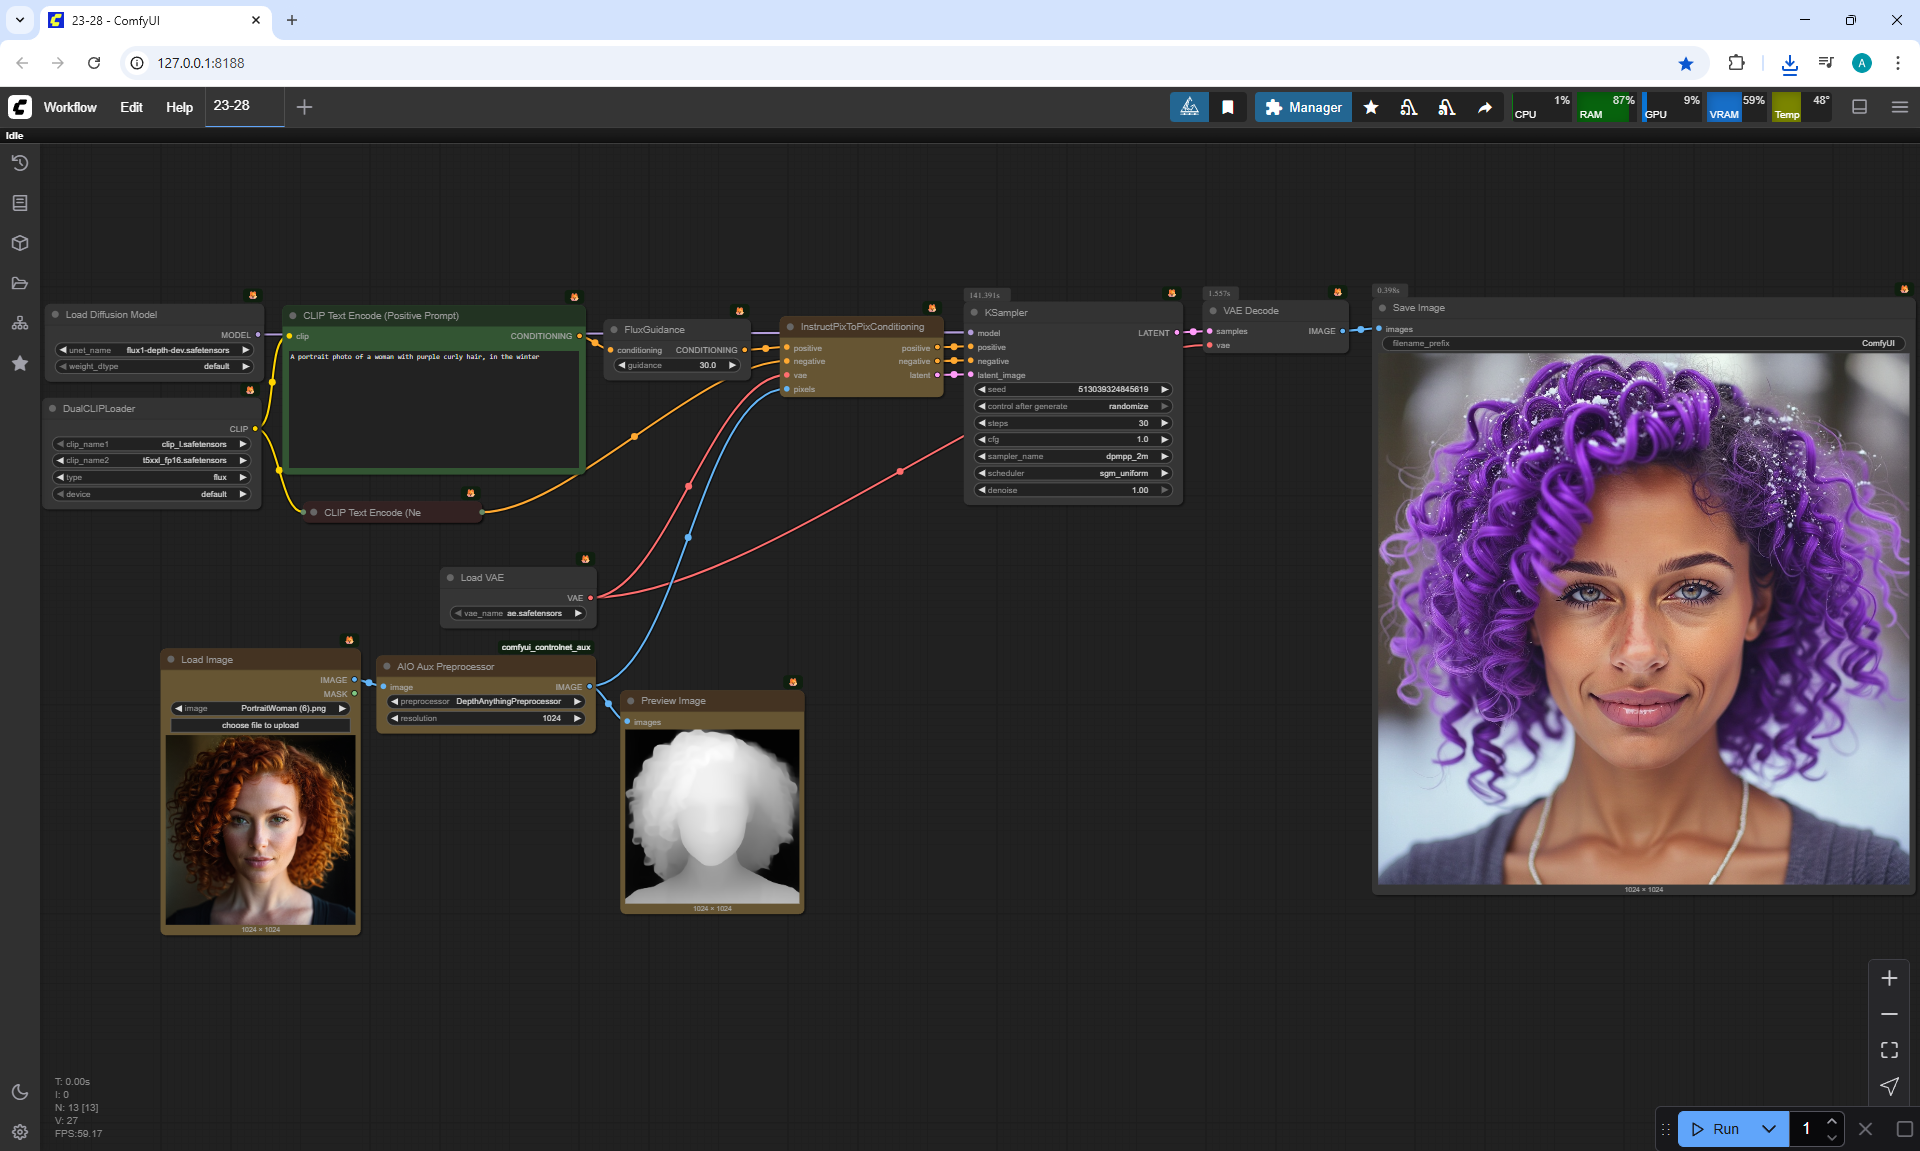 23-28 - ComfyUI
127.0.0.1:8188
A
Workflow
Edit
Help
23-28
Manager
CPU 1%
RAM 87%
GPU 9%
VRAM 59%
Temp 48°
Idle
Load Diffusion Model
MODEL
unet_name flux1-depth-dev.safetensors
weight_dtype default
DualCLIPLoader
CLIP
clip_name1 clip_l.safetensors
clip_name2 t5xxl_fp16.safetensors
type flux
device default
CLIP Text Encode (Positive Prompt)
clip CONDITIONING
A portrait photo of a woman with purple curly hair, in the winter
CLIP Text Encode (Ne
FluxGuidance
conditioning CONDITIONING
guidance 30.0
InstructPixToPixConditioning
positive positive
negative negative
vae latent
pixels
141.391s
KSampler
model LATENT
positive
negative
latent_image
seed 513039324845619
control after generate randomize
steps 30
cfg 1.0
sampler_name dpmpp_2m
scheduler sgm_uniform
denoise 1.00
1.557s
VAE Decode
samples IMAGE
vae
0.398s
Save Image
images
filename_prefix ComfyUI
1024 × 1024
Load VAE
VAE
vae_name ae.safetensors
Load Image
IMAGE
MASK
image PortraitWoman (6).png
choose file to upload
1024 × 1024
comfyui_controlnet_aux
AIO Aux Preprocessor
image IMAGE
preprocessor DepthAnythingPreprocessor
resolution 1024
Preview Image
images
1024 × 1024
T: 0.00s
I: 0
N: 13 [13]
V: 27
FPS:59.17
Run
1